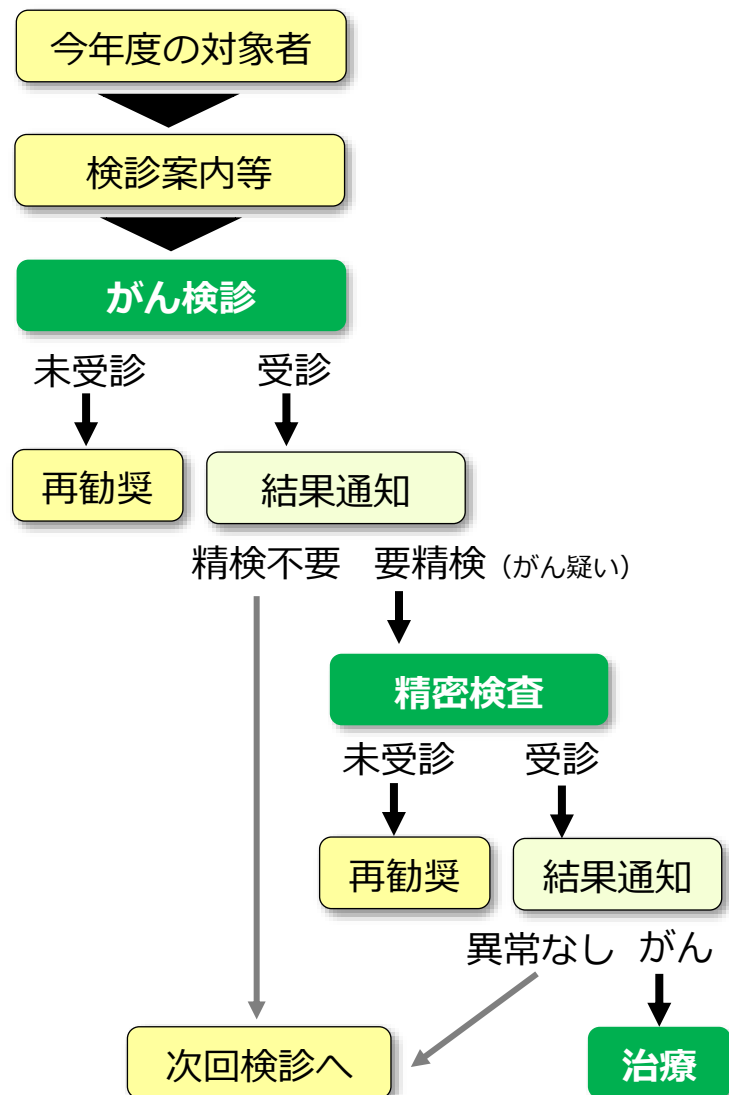 今年度の対象者
検診案内等
がん検診
未受診 受診
再勧奨 結果通知
精検不要 要精検（がん疑い）
精密検査
未受診 受診
再勧奨 結果通知
異常なし がん
次回検診へ 治療